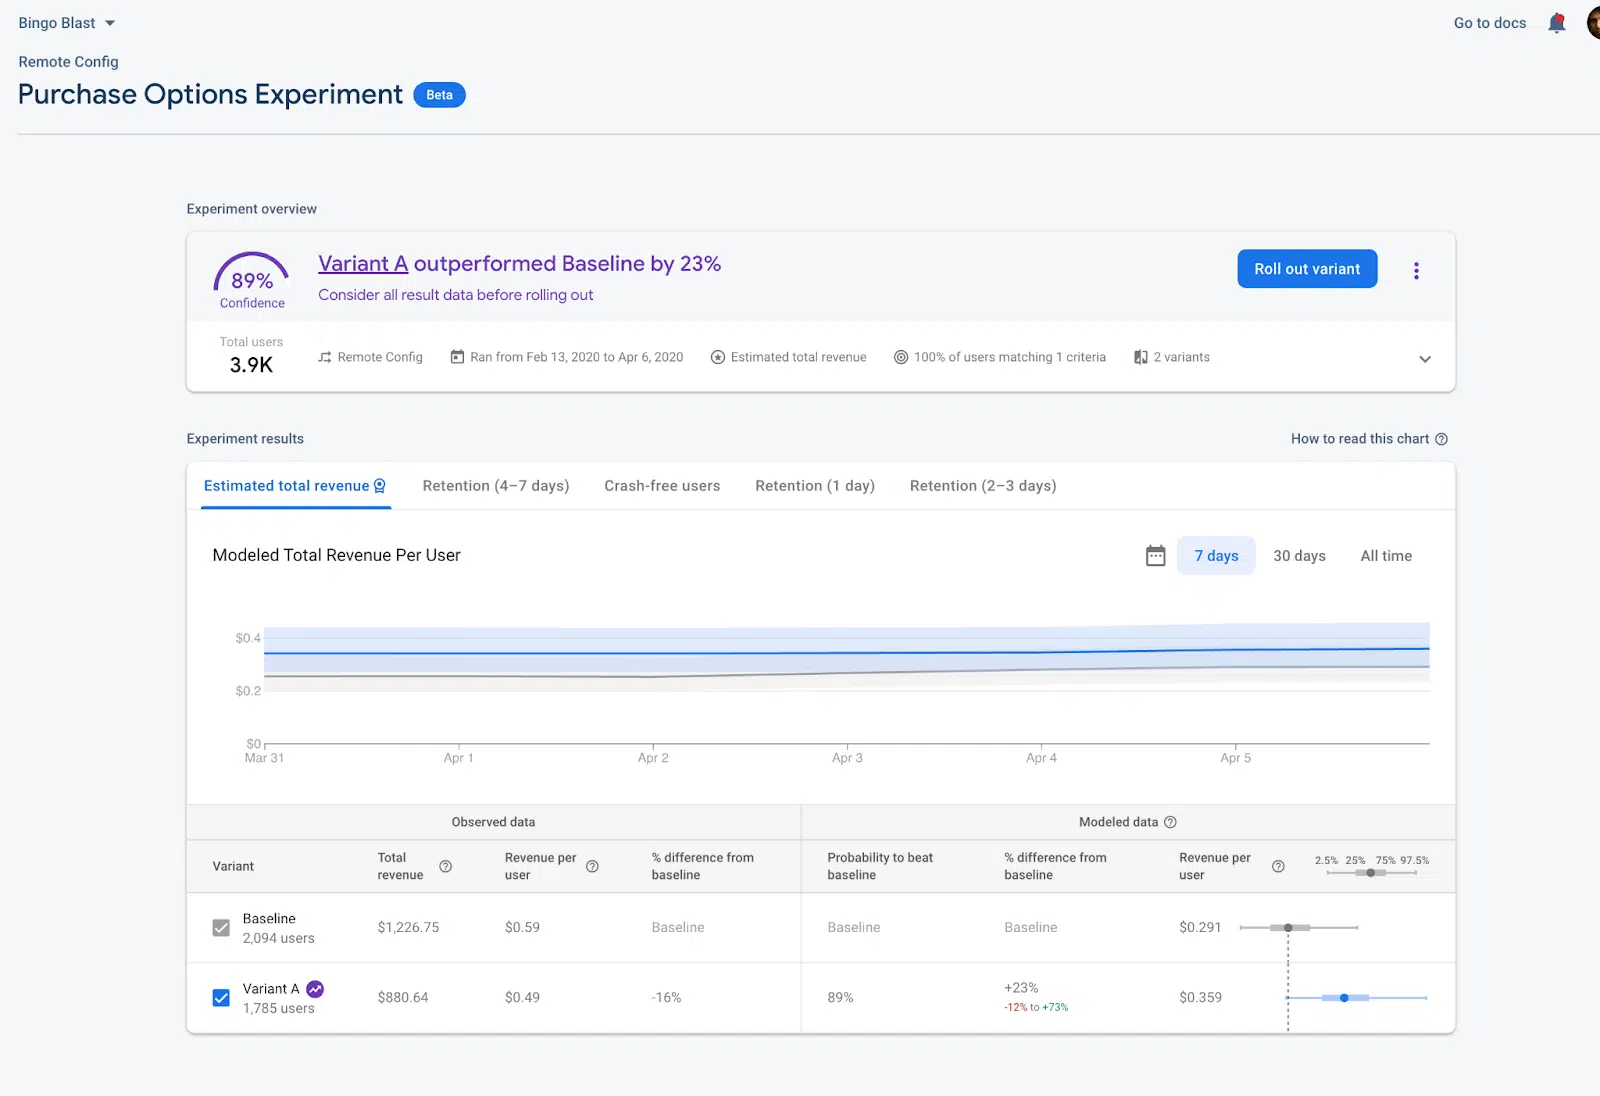 Bingo Blast
Go to docs
Remote Config
Purchase Options Experiment Beta
Experiment overview
89%
Confidence
Variant A outperformed Baseline by 23%
Consider all result data before rolling out
Roll out variant
Total users
3.9K
Remote Config
Ran from Feb 13, 2020 to Apr 6, 2020
Estimated total revenue
100% of users matching 1 criteria
2 variants
Experiment results
How to read this chart
Estimated total revenue
Retention (4–7 days)
Crash-free users
Retention (1 day)
Retention (2–3 days)
Modeled Total Revenue Per User
7 days
30 days
All time
$0.4
$0.2
$0
Mar 31
Apr 1
Apr 2
Apr 3
Apr 4
Apr 5
Observed data
Modeled data
Variant
Total
revenue
Revenue per
user
% difference from
baseline
Probability to beat
baseline
% difference from
baseline
Revenue per
user
2.5% 25% 75% 97.5%
Baseline
2,094 users
$1,226.75
$0.59
Baseline
Baseline
Baseline
$0.291
Variant A
1,785 users
$880.64
$0.49
-16%
89%
+23%
-12% to +73%
$0.359